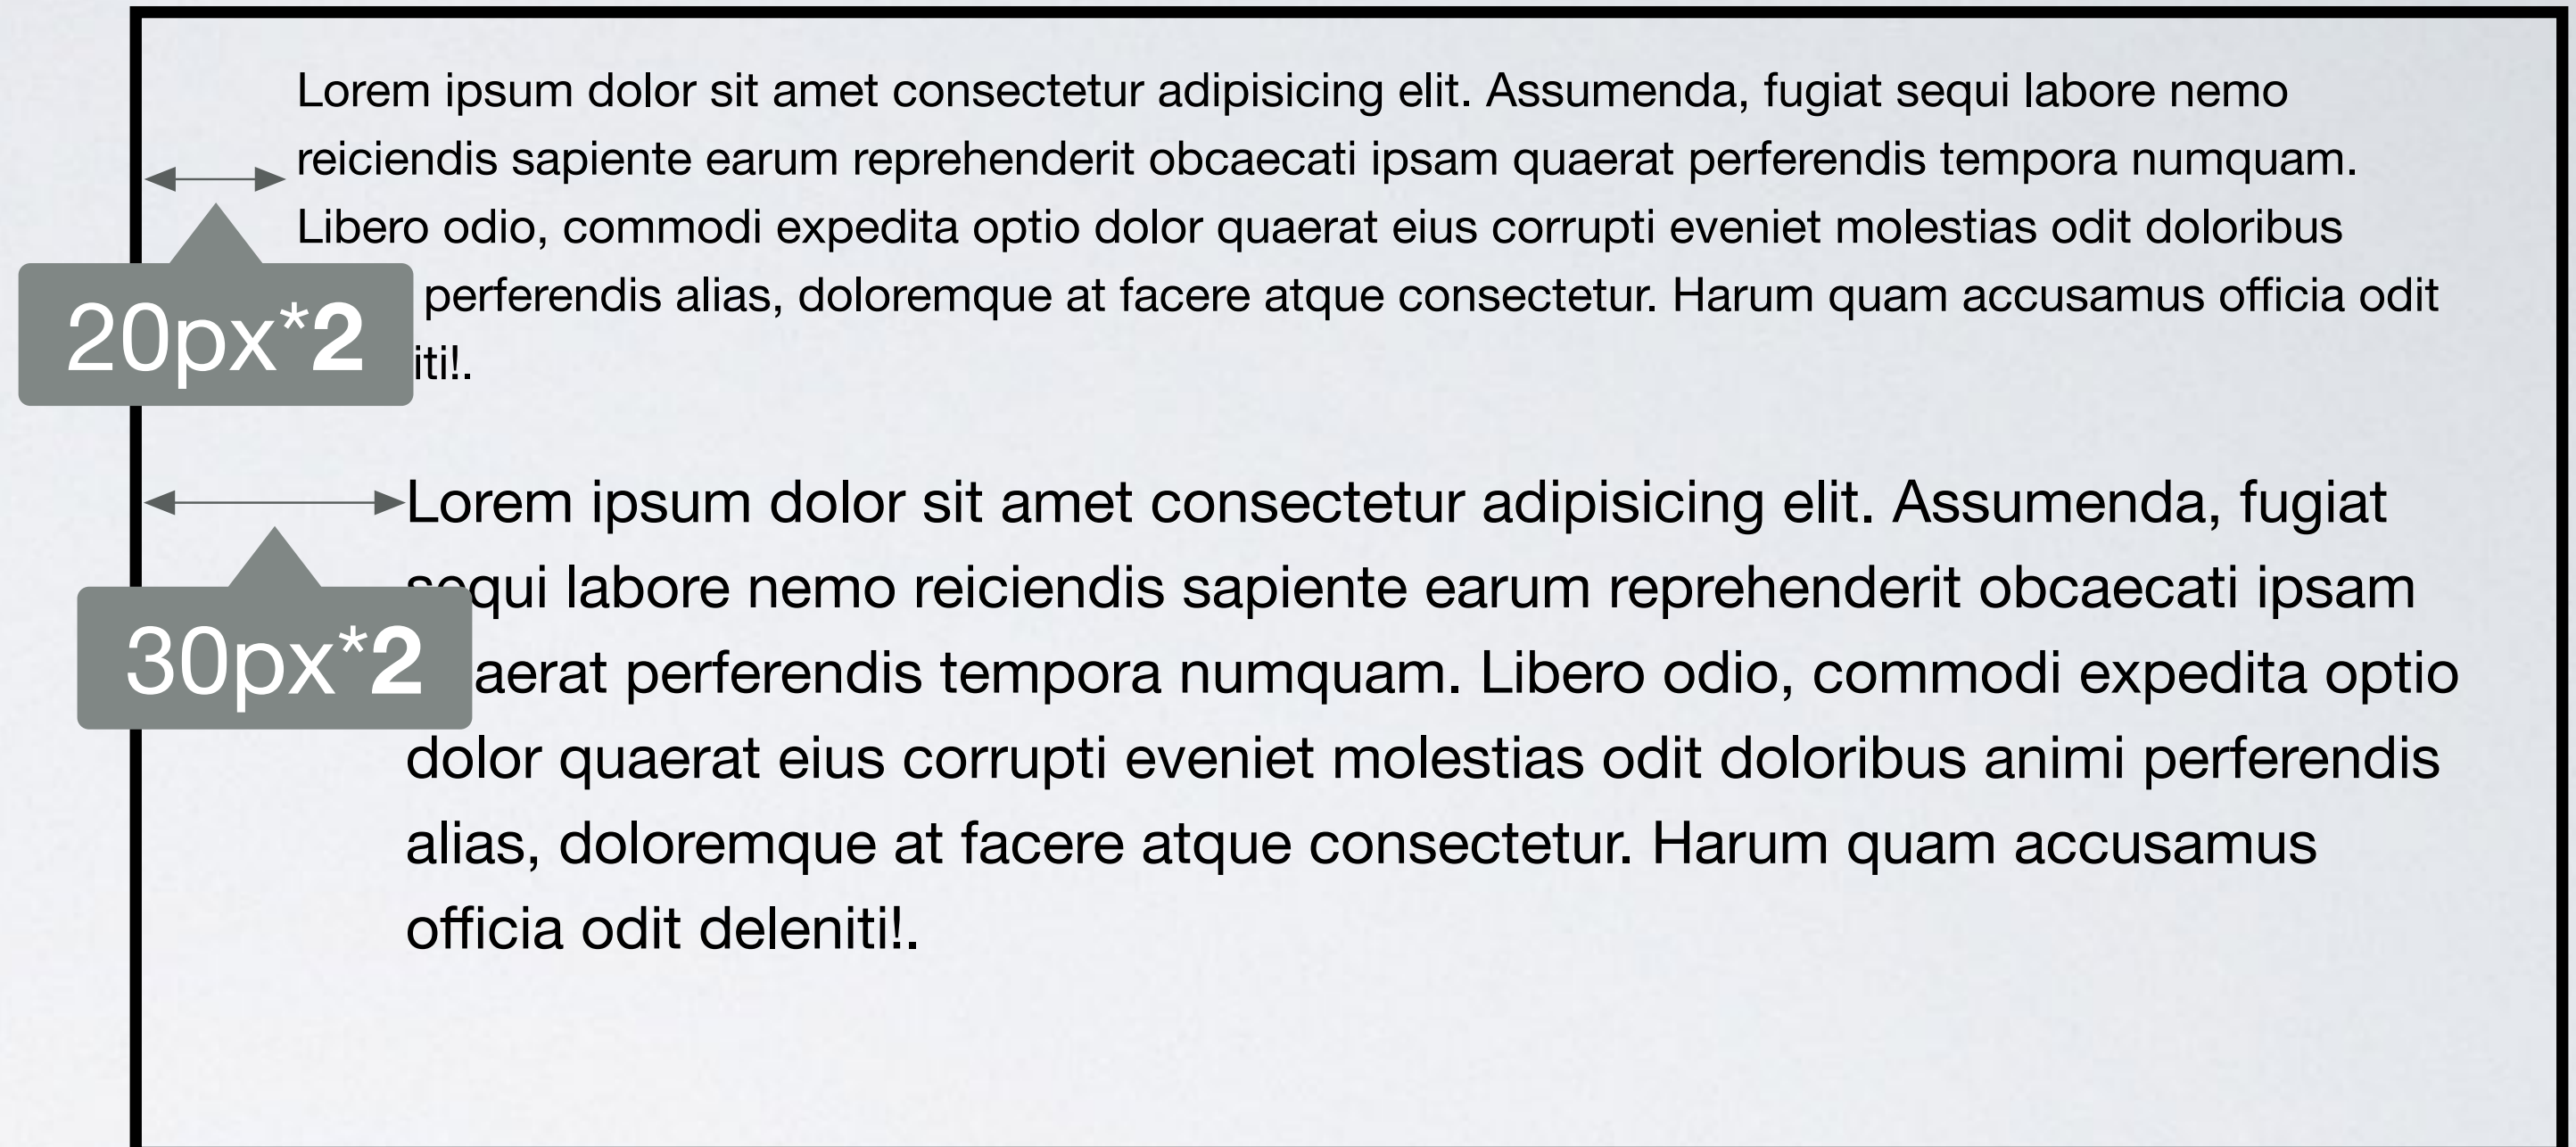 Lorem ipsum dolor sit amet consectetur adipisicing elit. Assumenda, fugiat sequi labore nemo
reiciendis sapiente earum reprehenderit obcaecati ipsam quaerat perferendis tempora numquam.
Libero odio, commodi expedita optio dolor quaerat eius corrupti eveniet molestias odit doloribus
perferendis alias, doloremque at facere atque consectetur. Harum quam accusamus officia odit
iti!.
20px*2
Lorem ipsum dolor sit amet consectetur adipisicing elit. Assumenda, fugiat
sequi labore nemo reiciendis sapiente earum reprehenderit obcaecati ipsam
aerat perferendis tempora numquam. Libero odio, commodi expedita optio
dolor quaerat eius corrupti eveniet molestias odit doloribus animi perferendis
alias, doloremque at facere atque consectetur. Harum quam accusamus
officia odit deleniti!.
30px*2